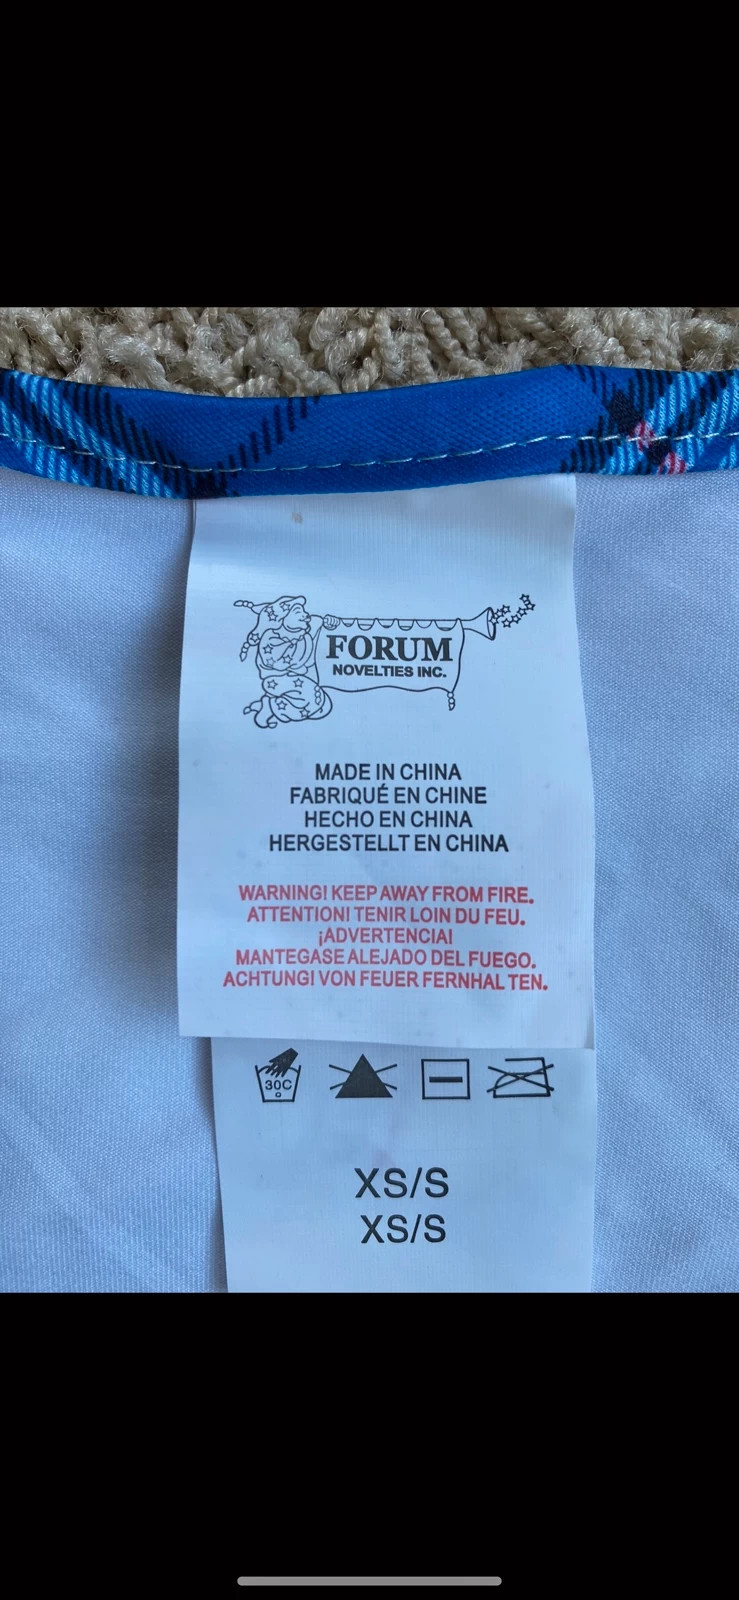 FORUM
NOVELTIES INC.
MADE IN CHINA
FABRIQUÉ EN CHINE
HECHO EN CHINA
HERGESTELLT EN CHINA
WARNING! KEEP AWAY FROM FIRE.
ATTENTION! TENIR LOIN DU FEU.
¡ADVERTENCIA!
MANTEGASE ALEJADO DEL FUEGO.
ACHTUNG! VON FEUER FERNHAL TEN.
30C
XS/S
XS/S